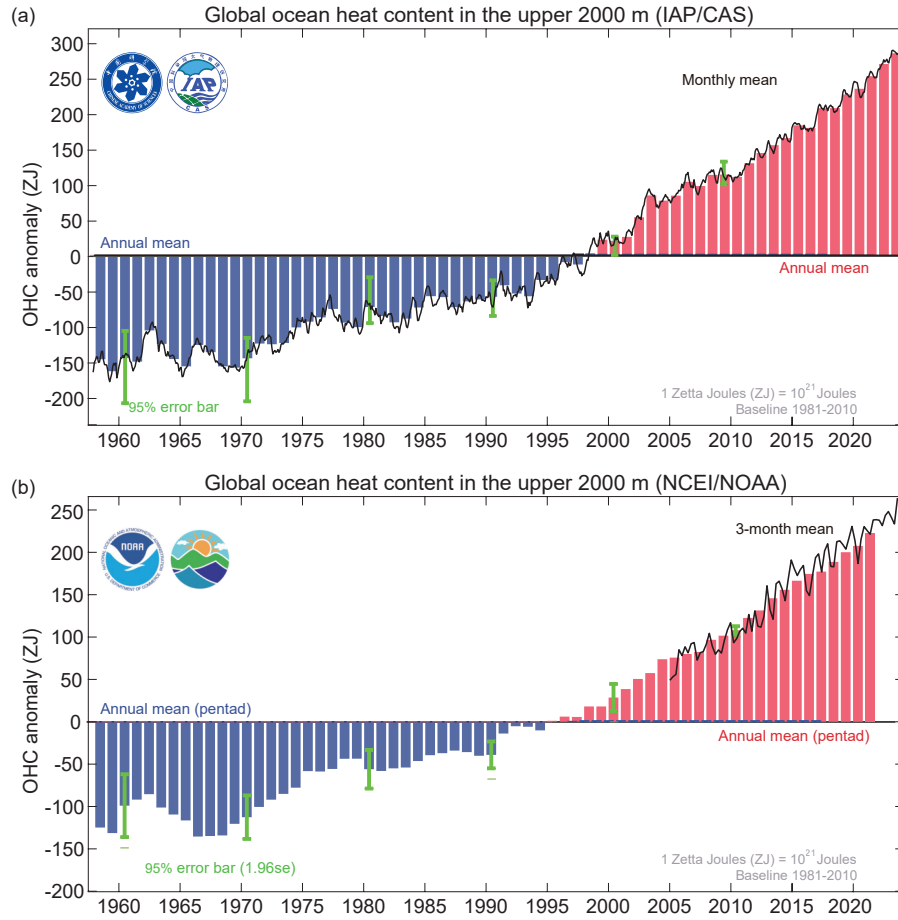 (a)
Global ocean heat content in the upper 2000 m (IAP/CAS)
OHC anomaly (ZJ)
300
250
200
150
100
50
0
-50
-100
-150
-200
IAP
CAS
Monthly mean
Annual mean
Annual mean
95% error bar
1 Zetta Joules (ZJ) = 10²¹ Joules
Baseline 1981-2010
1960 1965 1970 1975 1980 1985 1990 1995 2000 2005 2010 2015 2020
(b)
Global ocean heat content in the upper 2000 m (NCEI/NOAA)
OHC anomaly (ZJ)
250
200
150
100
50
0
-50
-100
-150
-200
NOAA
3-month mean
Annual mean (pentad)
Annual mean (pentad)
95% error bar (1.96se)
1 Zetta Joules (ZJ) = 10²¹ Joules
Baseline 1981-2010
1960 1965 1970 1975 1980 1985 1990 1995 2000 2005 2010 2015 2020